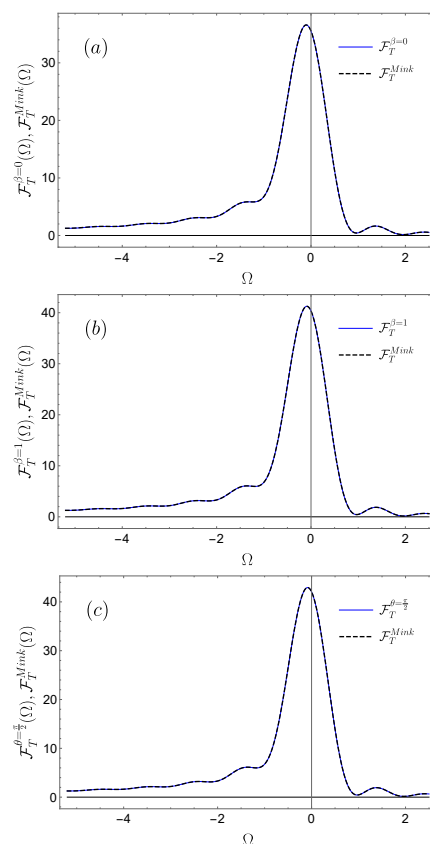 (a)
𝓕_T^{β=0}
𝓕_T^{Mink}
𝓕_T^{β=0}(Ω), 𝓕_T^{Mink}(Ω)
30
20
10
0
-4 -2 0 2
Ω
(b)
𝓕_T^{β=1}
𝓕_T^{Mink}
𝓕_T^{β=1}(Ω), 𝓕_T^{Mink}(Ω)
40
30
20
10
0
-4 -2 0 2
Ω
(c)
𝓕_T^{θ=π/2}
𝓕_T^{Mink}
𝓕_T^{θ=π/2}(Ω), 𝓕_T^{Mink}(Ω)
40
30
20
10
0
-4 -2 0 2
Ω